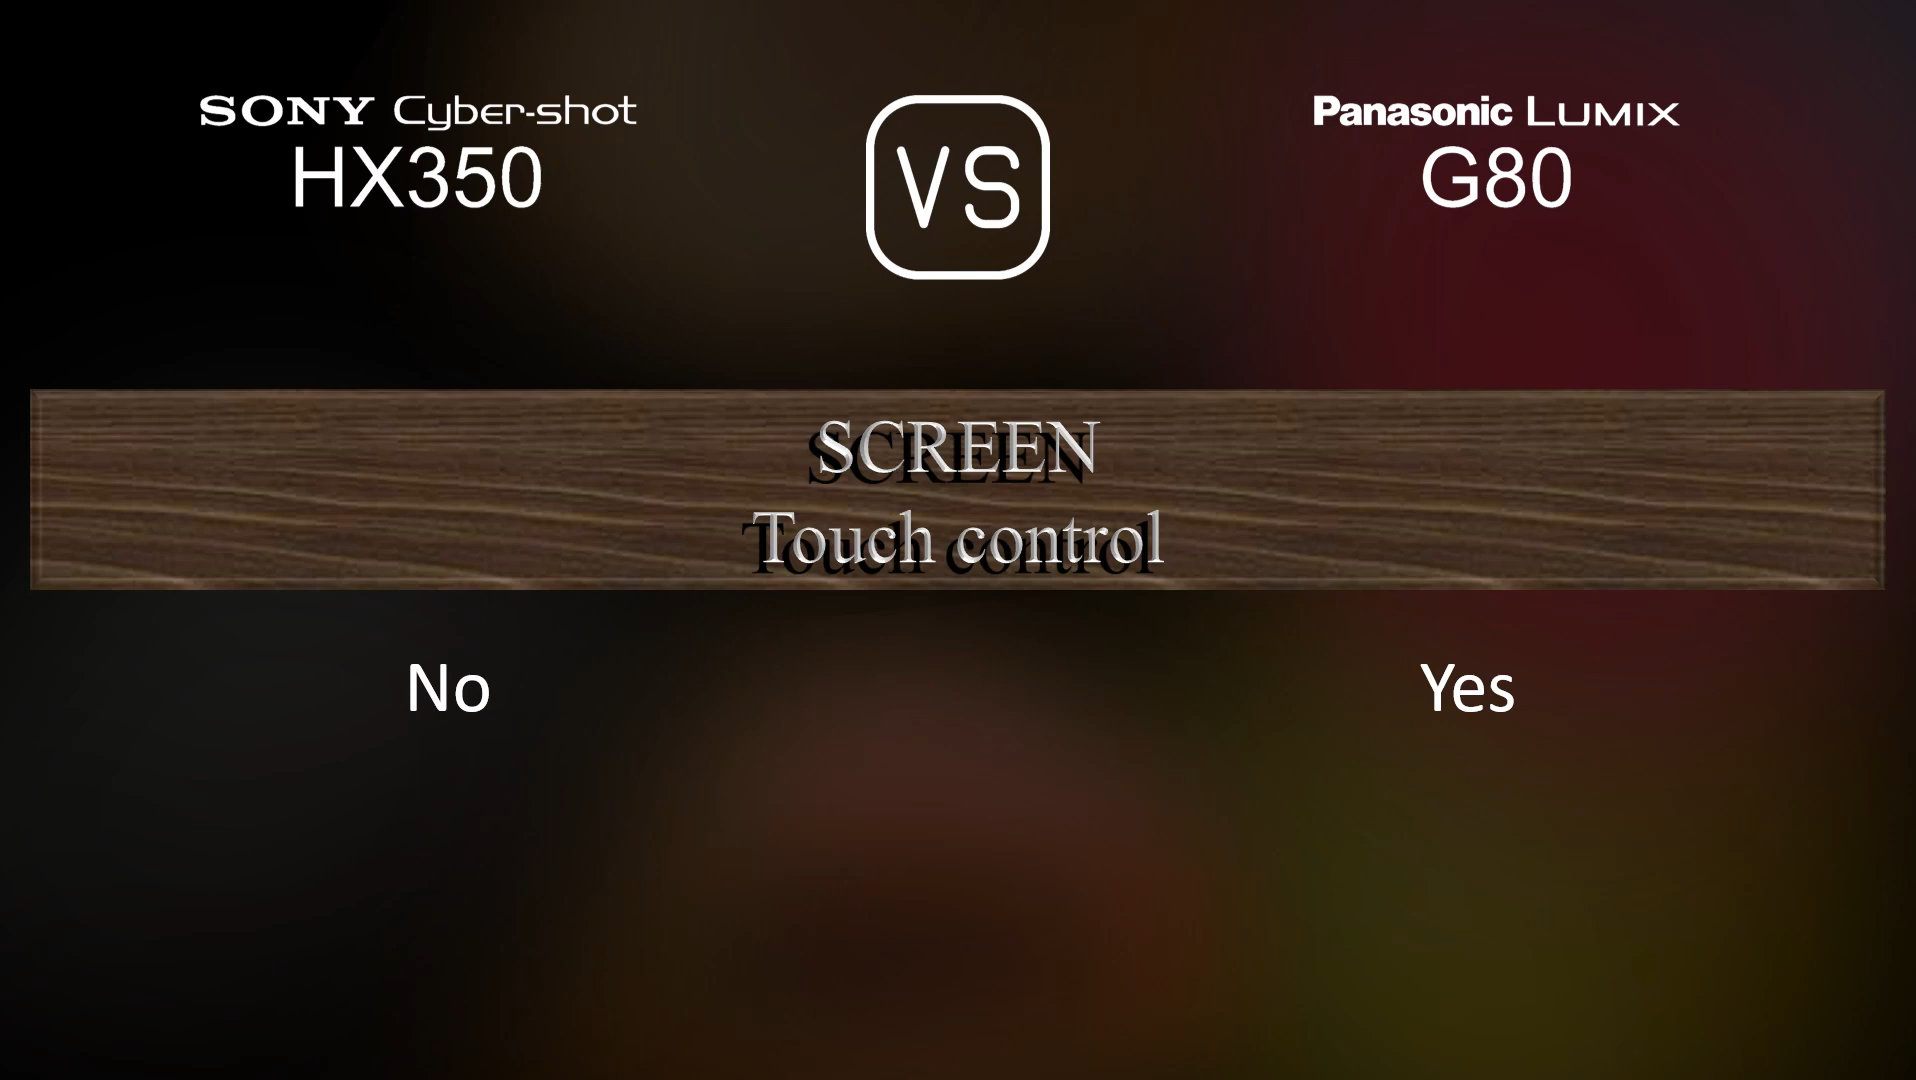 SONY Cyber-shot
HX350
VS
Panasonic LUMIX
G80
SCREEN
Touch control
No
Yes